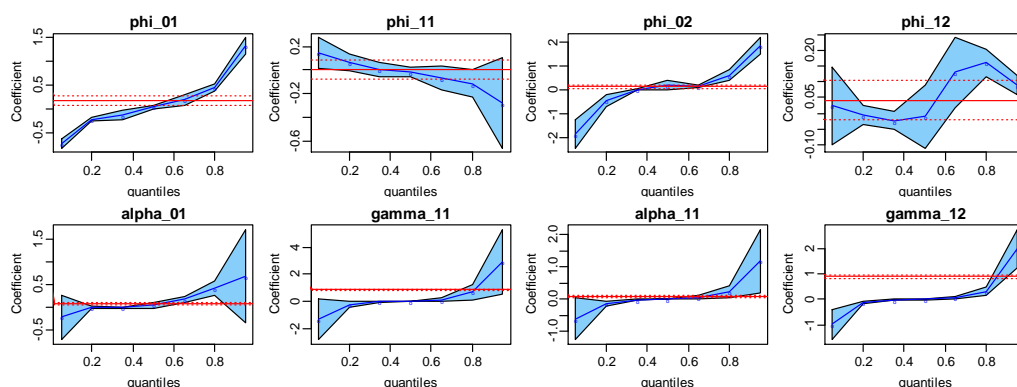 phi_01
Coefficient
1.5
0.5
-0.5
0.2 0.4 0.6 0.8
quantiles
phi_11
Coefficient
0.2
-0.2
-0.6
0.2 0.4 0.6 0.8
quantiles
phi_02
Coefficient
2
1
0
-2
0.2 0.4 0.6 0.8
quantiles
phi_12
Coefficient
0.20
0.05
-0.10
0.2 0.4 0.6 0.8
quantiles
alpha_01
Coefficient
1.5
0.5
-0.5
0.2 0.4 0.6 0.8
quantiles
gamma_11
Coefficient
4
2
0
-2
0.2 0.4 0.6 0.8
quantiles
alpha_11
Coefficient
2.0
1.0
0.0
-1.0
0.2 0.4 0.6 0.8
quantiles
gamma_12
Coefficient
2
1
-1
0.2 0.4 0.6 0.8
quantiles